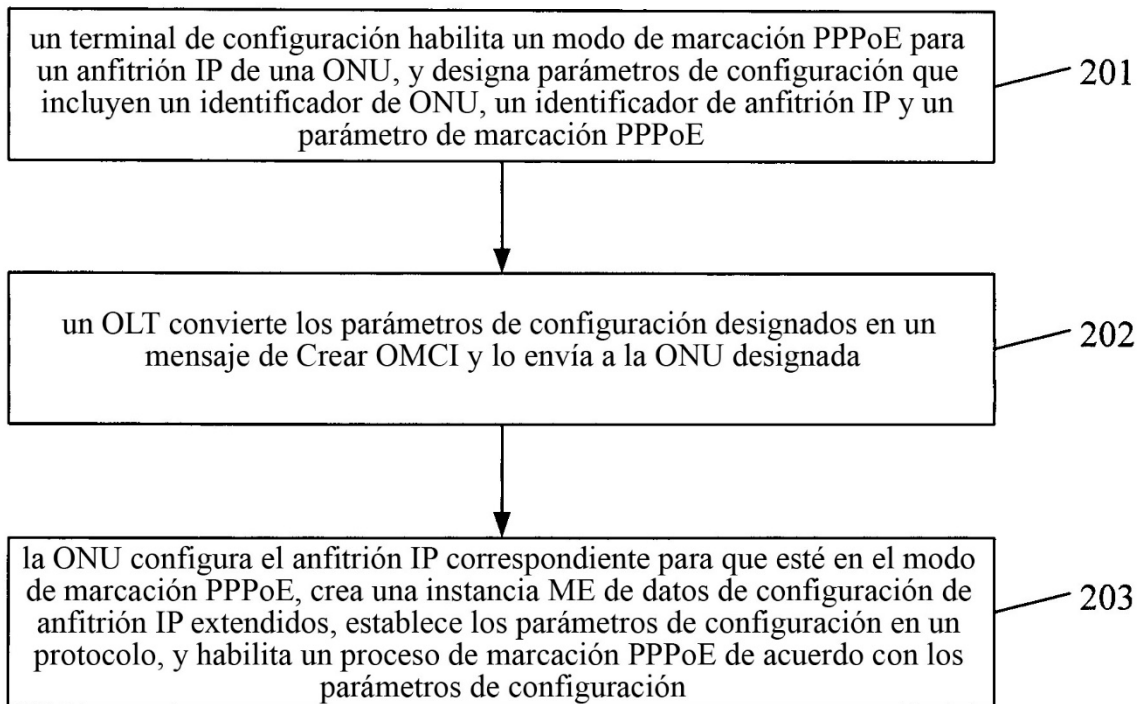 un terminal de configuración habilita un modo de marcación PPPoE para
un anfitrión IP de una ONU, y designa parámetros de configuración que
incluyen un identificador de ONU, un identificador de anfitrión IP y un
parámetro de marcación PPPoE
201
un OLT convierte los parámetros de configuración designados en un
mensaje de Crear OMCI y lo envía a la ONU designada
202
la ONU configura el anfitrión IP correspondiente para que esté en el modo
de marcación PPPoE, crea una instancia ME de datos de configuración de
anfitrión IP extendidos, establece los parámetros de configuración en un
protocolo, y habilita un proceso de marcación PPPoE de acuerdo con los
parámetros de configuración
203